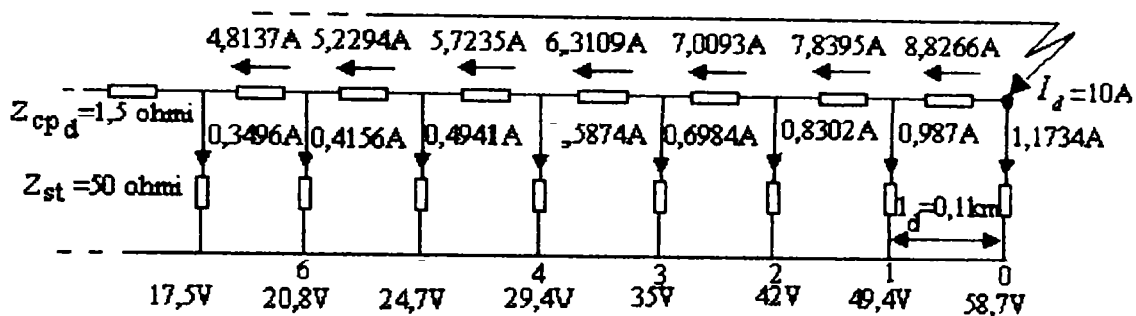 4,8137A 5,2294A 5,7235A 6,3109A 7,0093A 7,8395A 8,8266A
I_d=10A
Z_cp_d=1,5 ohmi
0,3496A 0,4156A 0,4941A ,5874A 0,6984A 0,8302A 0,987A 1,1734A
Z_st=50 ohmi
l_d=0,1km
6 4 3 2 1 0
17,5V 20,8V 24,7V 29,4V 35V 42V 49,4V 58,7V